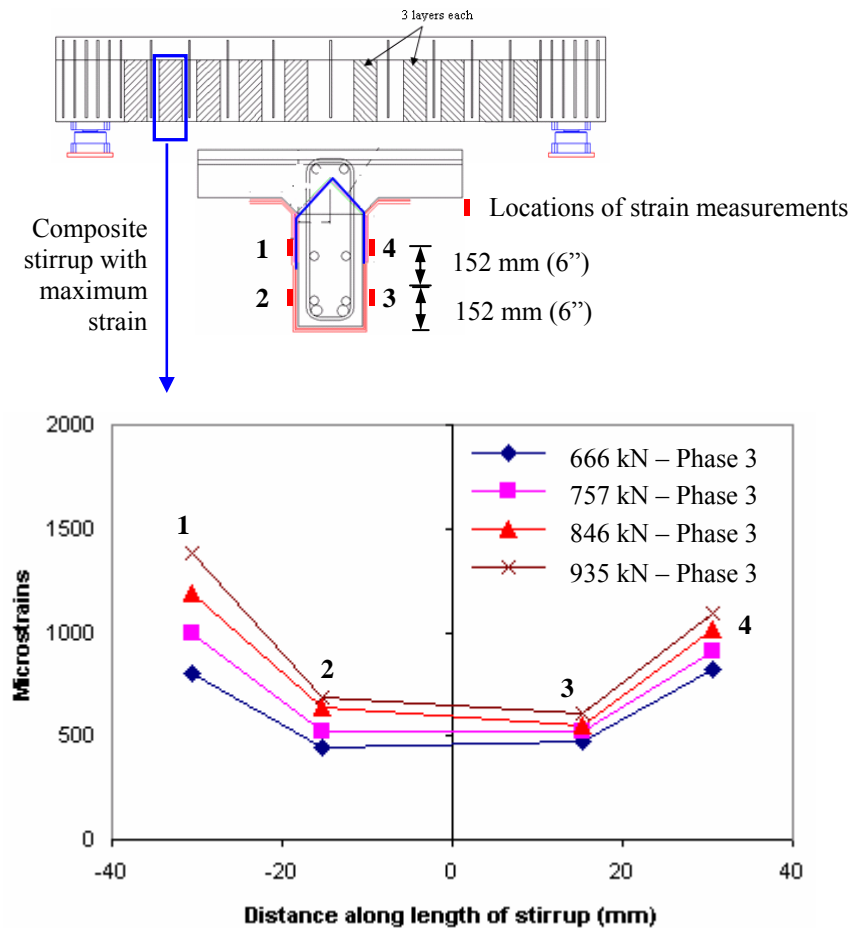 3 layers each
Locations of strain measurements
Composite
stirrup with
maximum
strain
1
4
152 mm (6”)
2
3
152 mm (6”)
2000
1500
1000
500
0
Microstrains
666 kN – Phase 3
757 kN – Phase 3
846 kN – Phase 3
935 kN – Phase 3
1
2
3
4
-40
-20
0
20
40
Distance along length of stirrup (mm)